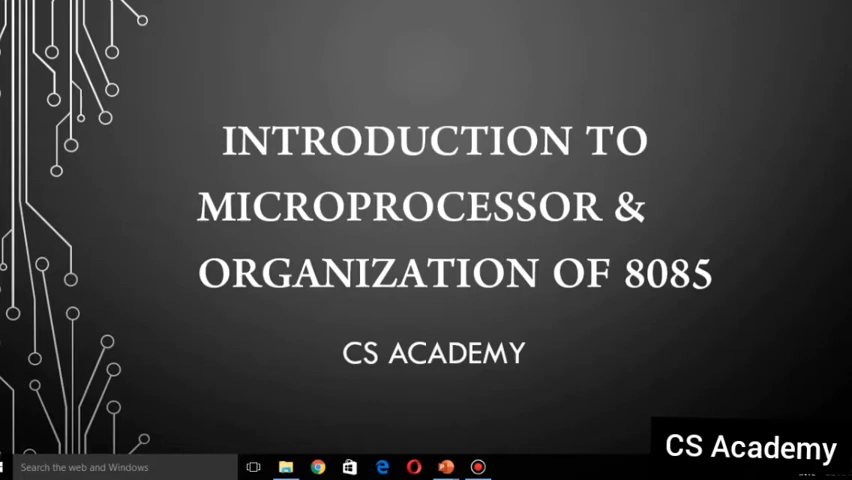 INTRODUCTION TO
MICROPROCESSOR &
ORGANIZATION OF 8085
CS ACADEMY
CS Academy
Search the web and Windows